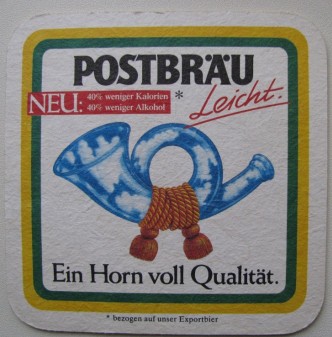 POSTBRÄU
NEU: 40% weniger Kalorien
40% weniger Alkohol *
Leicht.
Ein Horn voll Qualität.
* bezogen auf unser Exportbier